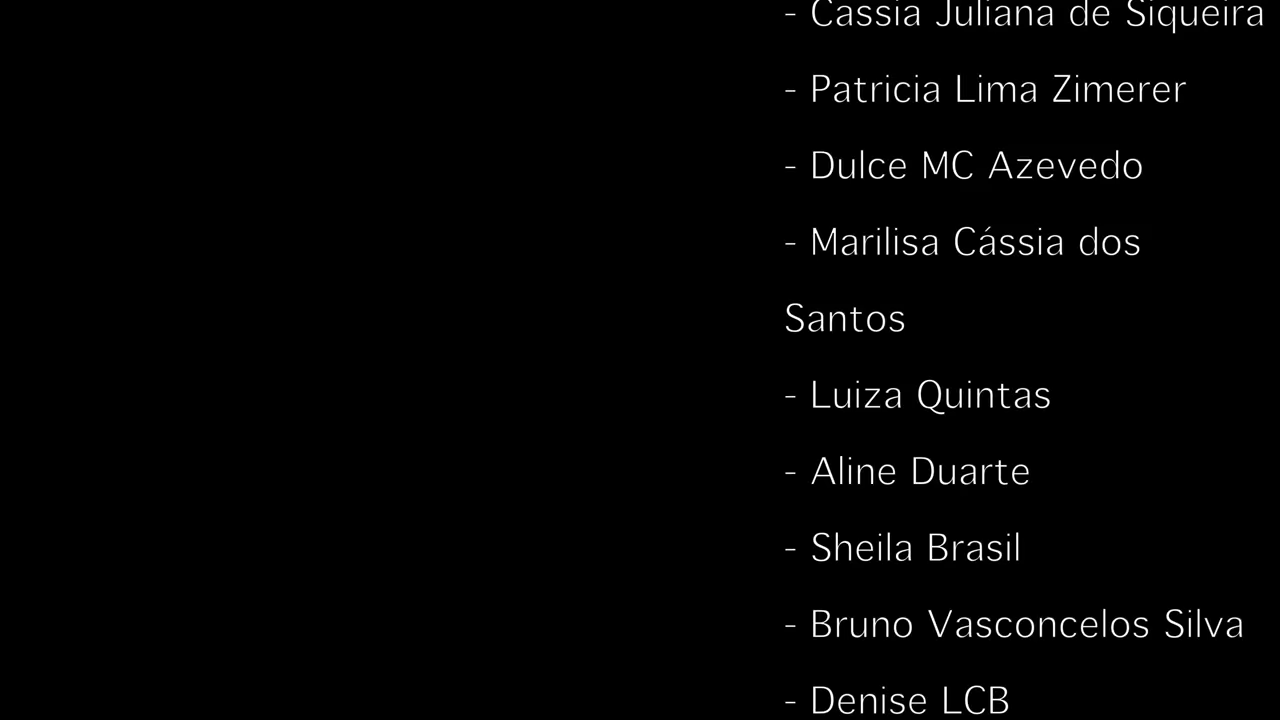 - Cassia Juliana de Siqueira
- Patricia Lima Zimerer
- Dulce MC Azevedo
- Marilisa Cássia dos
Santos
- Luiza Quintas
- Aline Duarte
- Sheila Brasil
- Bruno Vasconcelos Silva
- Denise LCB